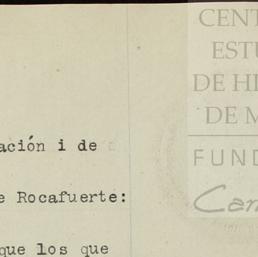 CENT
ESTU
DE HI
DE M
FUND
Car
ación i de
e Rocafuerte:
que los que